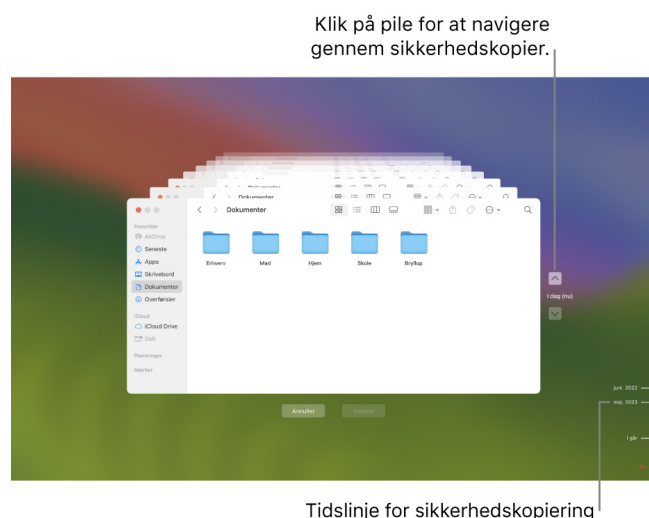 Klik på pile for at navigere
gennem sikkerhedskopier.
Dokumenter
Dokumenter
Dokumenter
Favoritter
AirDrop
Seneste
Apps
Skrivebord
Dokumenter
Overførsler
iCloud
iCloud Drive
Delt
Placeringer
Mærker
Erhverv
Mad
Hjem
Skole
Bryllup
I dag (nu)
juni. 2022
maj. 2023
I går
Annuller
Gendan
Tidslinje for sikkerhedskopiering